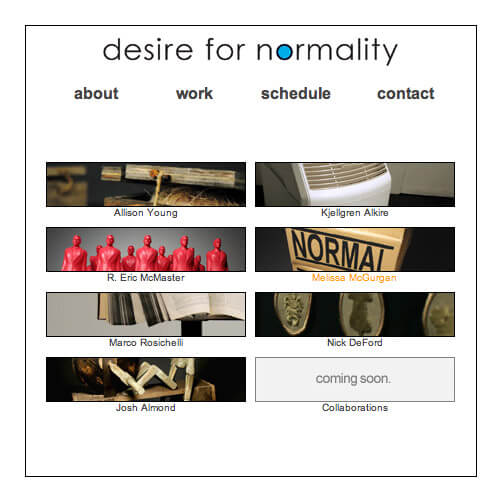 desire for normality
about work schedule contact
Allison Young Kjellgren Alkire
NORMAL
R. Eric McMaster Melissa McGurgan
Marco Rosichelli Nick DeFord
coming soon.
Josh Almond Collaborations